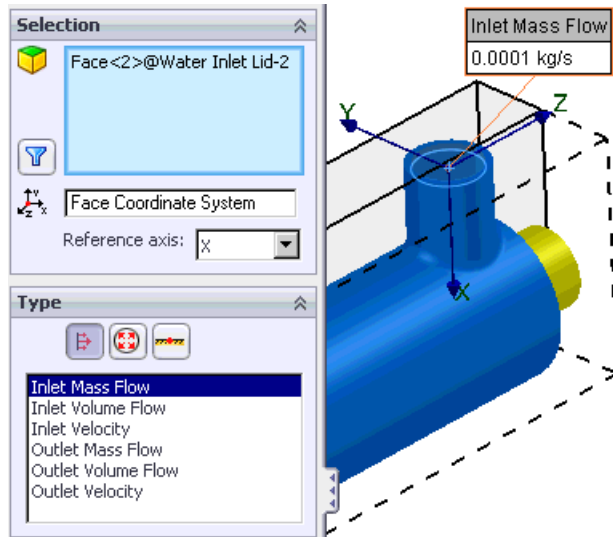 Selection
Face<2>@Water Inlet Lid-2
Face Coordinate System
Reference axis: X
Type
Inlet Mass Flow
Inlet Volume Flow
Inlet Velocity
Outlet Mass Flow
Outlet Volume Flow
Outlet Velocity
Inlet Mass Flow
0.0001 kg/s
Y
Z
X